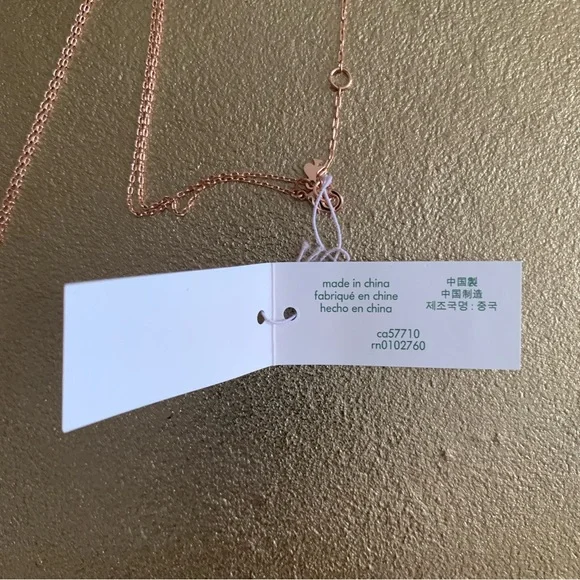 made in china
fabriqué en chine
hecho en china
中国製
中国制造
제조국명 : 중국
ca57710
rn0102760